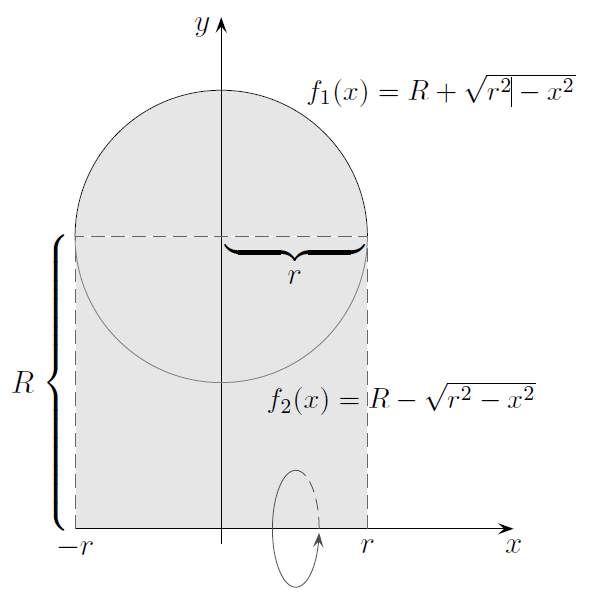 y
f₁(x) = R + √(r² − x²)
r
R
f₂(x) = R − √(r² − x²)
−r
r
x